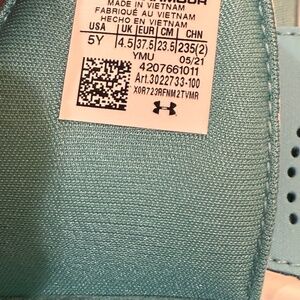 MADE IN VIETNAM
FABRIQUÉ AU VIETNAM
HECHO EN VIETNAM
USA UK EUR CM CHN
5Y 4.5 37.5 23.5 235(2)
YMU 05/21
4207661011
Art.3022733-100
X0R723RFNM2TVMR